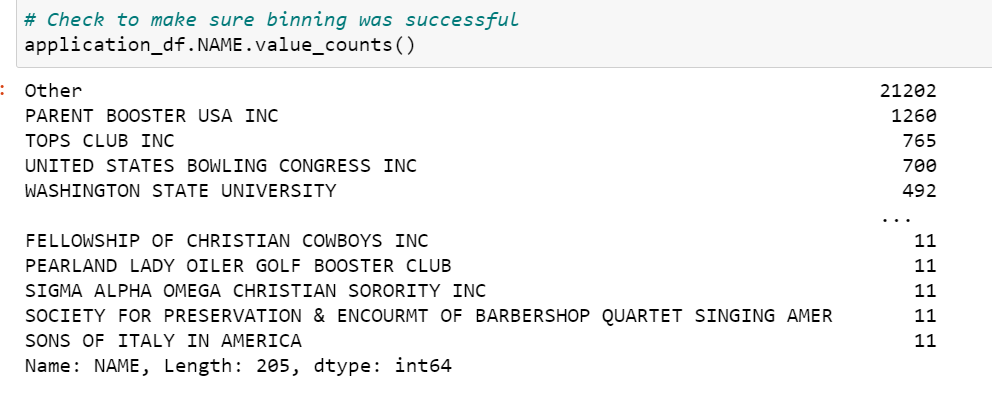 # Check to make sure binning was successful
application_df.NAME.value_counts()
: Other 21202
PARENT BOOSTER USA INC 1260
TOPS CLUB INC 765
UNITED STATES BOWLING CONGRESS INC 700
WASHINGTON STATE UNIVERSITY 492
...
FELLOWSHIP OF CHRISTIAN COWBOYS INC 11
PEARLAND LADY OILER GOLF BOOSTER CLUB 11
SIGMA ALPHA OMEGA CHRISTIAN SORORITY INC 11
SOCIETY FOR PRESERVATION & ENCOURMT OF BARBERSHOP QUARTET SINGING AMER 11
SONS OF ITALY IN AMERICA 11
Name: NAME, Length: 205, dtype: int64